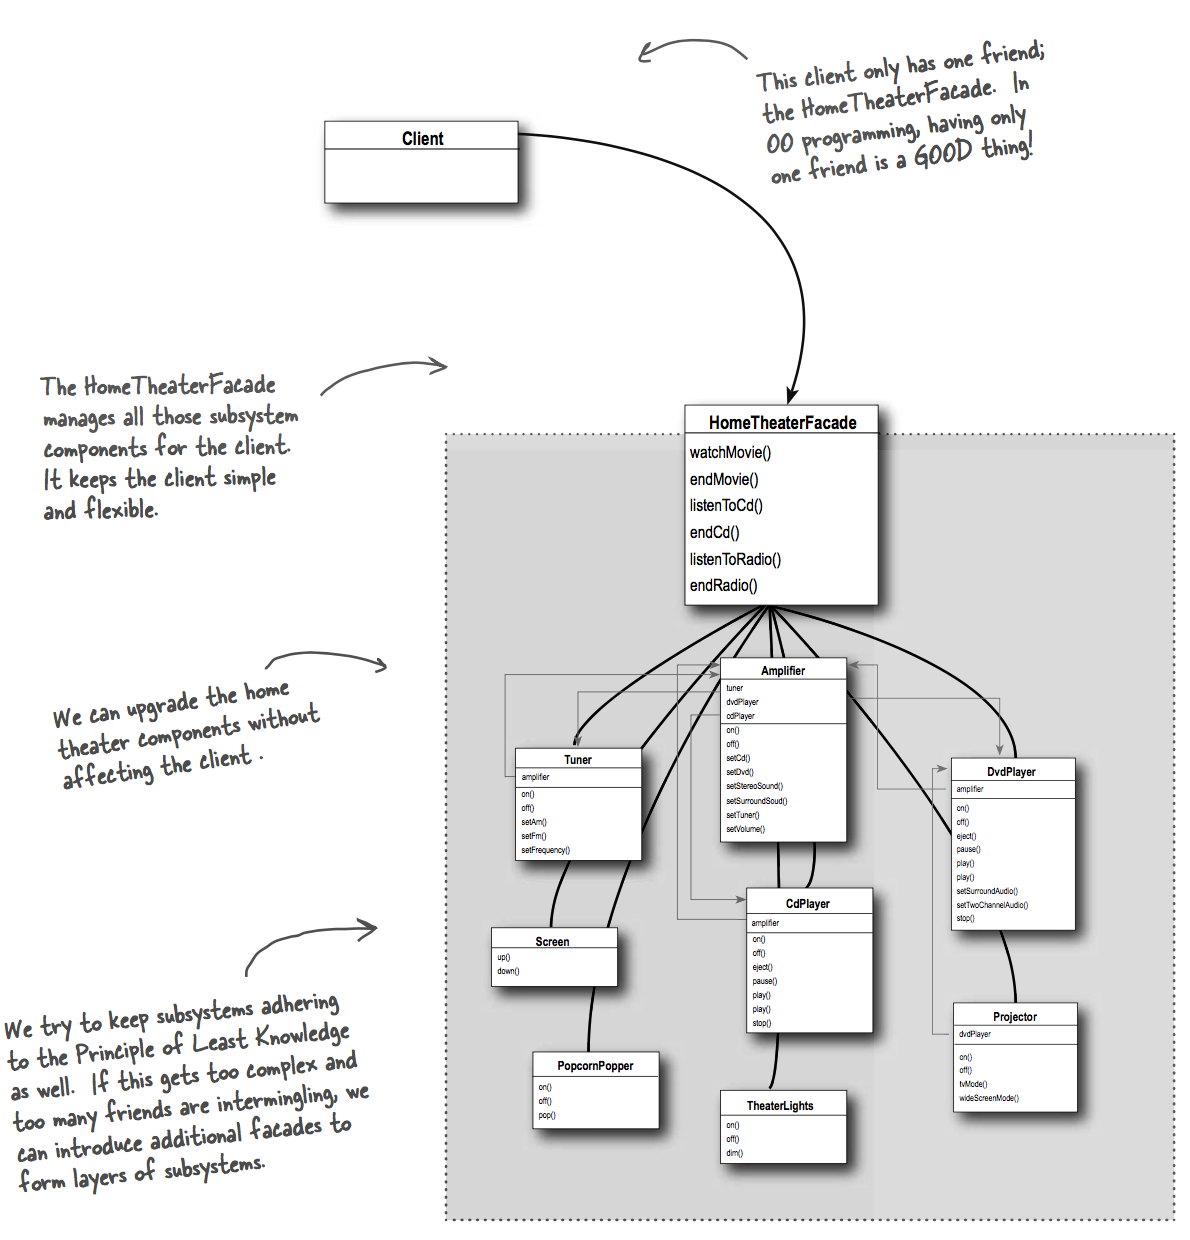 This client only has one friend;
the HomeTheaterFacade. In
OO programming, having only
one friend is a GOOD thing!
Client
The HomeTheaterFacade
manages all those subsystem
components for the client.
It keeps the client simple
and flexible.
HomeTheaterFacade
watchMovie()
endMovie()
listenToCd()
endCd()
listenToRadio()
endRadio()
We can upgrade the home
theater components without
affecting the client .
Amplifier
tuner
dvdPlayer
cdPlayer
on()
off()
setCd()
setDvd()
setStereoSound()
setSurroundSoud()
setTuner()
setVolume()
Tuner
amplifier
on()
off()
setAm()
setFm()
setFrequency()
DvdPlayer
amplifier
on()
off()
eject()
pause()
play()
play()
setSurroundAudio()
setTwoChannelAudio()
stop()
Screen
up()
down()
CdPlayer
amplifier
on()
off()
eject()
pause()
play()
play()
stop()
We try to keep subsystems adhering
to the Principle of Least Knowledge
as well. If this gets too complex and
too many friends are intermingling, we
can introduce additional facades to
form layers of subsystems.
PopcornPopper
on()
off()
pop()
TheaterLights
on()
off()
dim()
Projector
dvdPlayer
on()
off()
tvMode()
wideScreenMode()